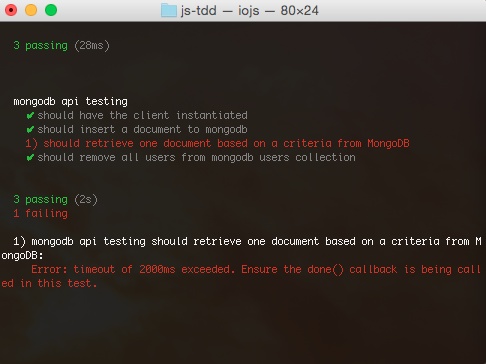 js-tdd — iojs — 80×24
3 passing (28ms)
mongodb api testing
✔ should have the client instantiated
✔ should insert a document to mongodb
1) should retrieve one document based on a criteria from MongoDB
✔ should remove all users from mongodb users collection
3 passing (2s)
1 failing
1) mongodb api testing should retrieve one document based on a criteria from M
ongoDB:
Error: timeout of 2000ms exceeded. Ensure the done() callback is being call
ed in this test.